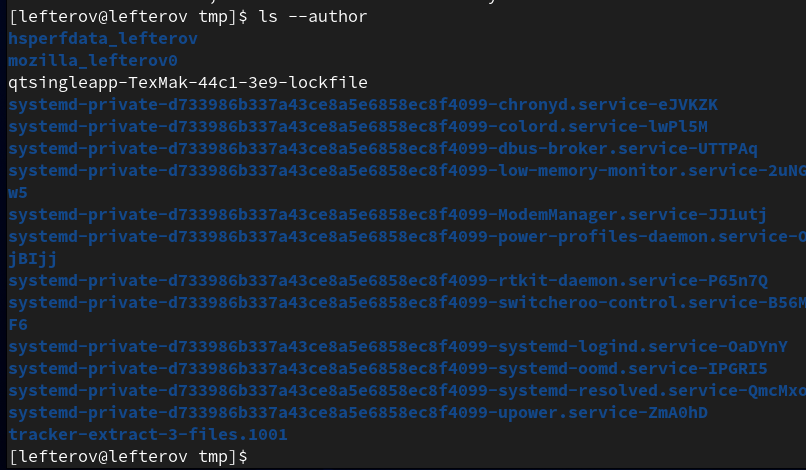 [lefterov@lefterov tmp]$ ls --author
hsperfdata_lefterov
mozilla_lefterov0
qtsingleapp-TexMak-44c1-3e9-lockfile
systemd-private-d733986b337a43ce8a5e6858ec8f4099-chronyd.service-eJVKZK
systemd-private-d733986b337a43ce8a5e6858ec8f4099-colord.service-lwPl5M
systemd-private-d733986b337a43ce8a5e6858ec8f4099-dbus-broker.service-UTTPAq
systemd-private-d733986b337a43ce8a5e6858ec8f4099-low-memory-monitor.service-2uNG
w5
systemd-private-d733986b337a43ce8a5e6858ec8f4099-ModemManager.service-JJ1utj
systemd-private-d733986b337a43ce8a5e6858ec8f4099-power-profiles-daemon.service-O
jBIjj
systemd-private-d733986b337a43ce8a5e6858ec8f4099-rtkit-daemon.service-P65n7Q
systemd-private-d733986b337a43ce8a5e6858ec8f4099-switcheroo-control.service-B56M
F6
systemd-private-d733986b337a43ce8a5e6858ec8f4099-systemd-logind.service-OaDYnY
systemd-private-d733986b337a43ce8a5e6858ec8f4099-systemd-oomd.service-IPGRI5
systemd-private-d733986b337a43ce8a5e6858ec8f4099-systemd-resolved.service-QmcMxo
systemd-private-d733986b337a43ce8a5e6858ec8f4099-upower.service-ZmA0hD
tracker-extract-3-files.1001
[lefterov@lefterov tmp]$